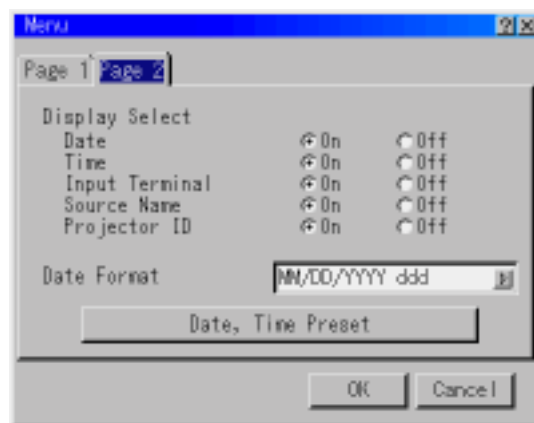 Menu
Page 1 Page 2
Display Select
Date On Off
Time On Off
Input Terminal On Off
Source Name On Off
Projector ID On Off
Date Format MM/DD/YYYY ddd
Date, Time Preset
OK Cancel